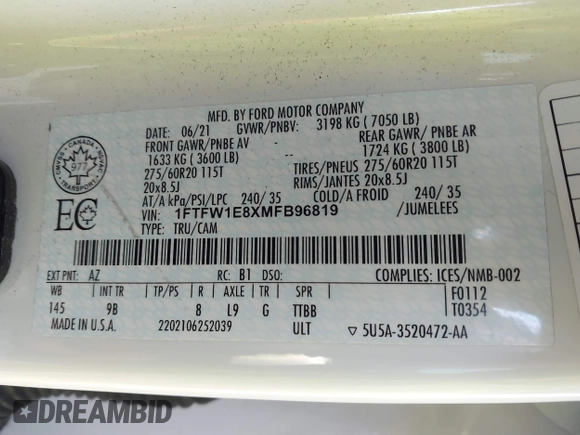 MFD. BY FORD MOTOR COMPANY
DATE: 06/21 GVWR/PNBV: 3198 KG ( 7050 LB)
FRONT GAWR/PNBE AV -- REAR GAWR/ PNBE AR
1633 KG ( 3600 LB) 1724 KG ( 3800 LB)
275/60R20 115T TIRES/PNEUS 275/60R20 115T
20x8.5J RIMS/JANTES 20x8.5J
AT/A kPa/PSI/LPC 240/ 35 COLD/A FROID 240/ 35
VIN: 1FTFW1E8XMFB96819 /JUMELEES
TYPE: TRU/CAM
CANADA
CMVSS 977 NSVAC
EC
EXT PNT: AZ RC: B1 DSO: COMPLIES: ICES/NMB-002
WB INT TR TP/PS R AXLE TR SPR F0112
145 9B 8 L9 G TTBB T0354
MADE IN U.S.A. 2202106252039 ULT ▽ 5U5A-3520472-AA
DREAMBID